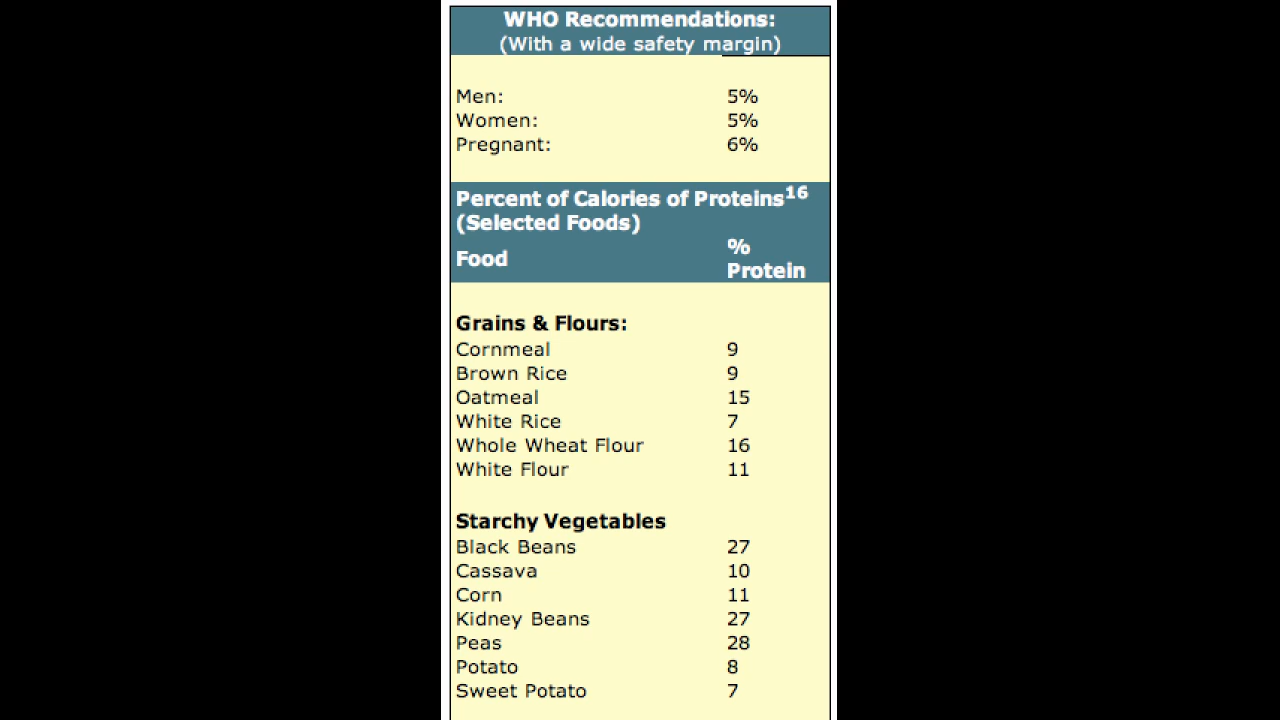 WHO Recommendations:
(With a wide safety margin)
Men: 5%
Women: 5%
Pregnant: 6%
Percent of Calories of Proteins16
(Selected Foods)
Food % Protein
Grains & Flours:
Cornmeal 9
Brown Rice 9
Oatmeal 15
White Rice 7
Whole Wheat Flour 16
White Flour 11
Starchy Vegetables
Black Beans 27
Cassava 10
Corn 11
Kidney Beans 27
Peas 28
Potato 8
Sweet Potato 7